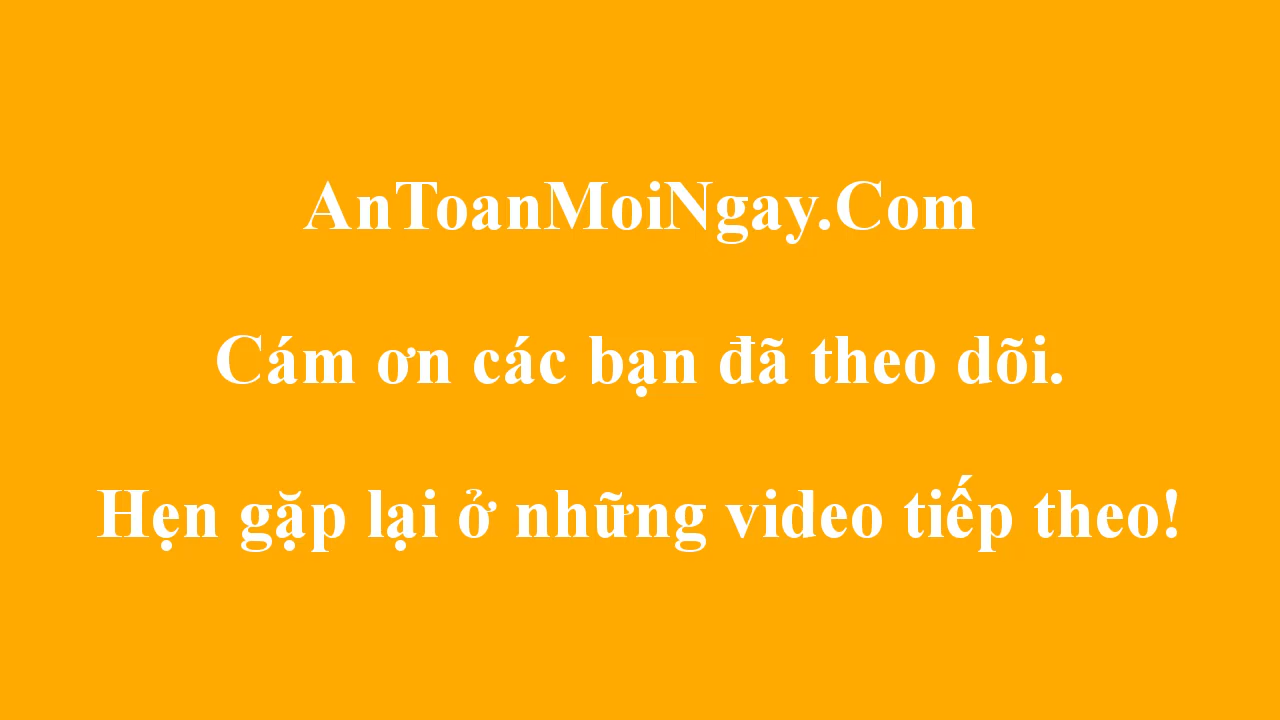 AnToanMoiNgay.Com
Cám ơn các bạn đã theo dõi.
Hẹn gặp lại ở những video tiếp theo!